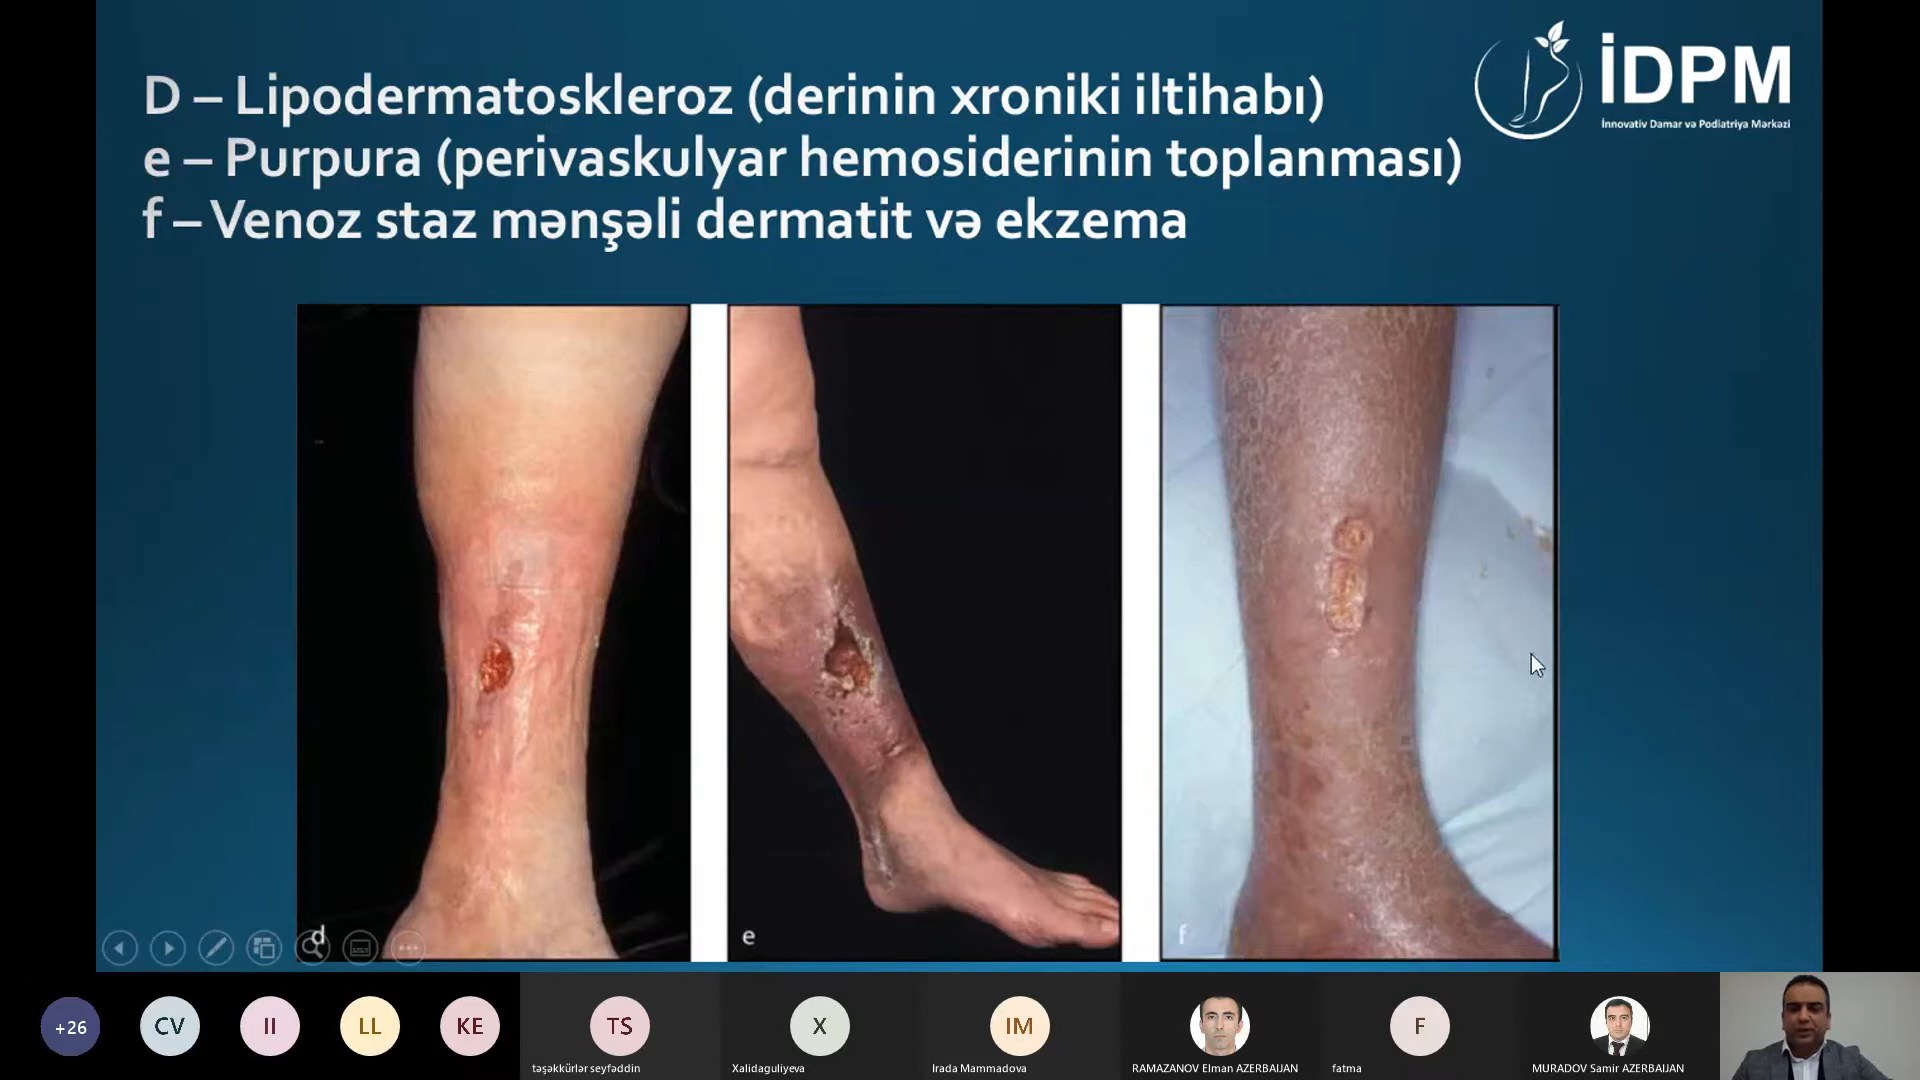 D – Lipodermatoskleroz (derinin xroniki iltihabı)
e – Purpura (perivaskulyar hemosiderinin toplanması)
f – Venoz staz mənşəli dermatit və ekzema
İDPM
İnnovativ Damar və Podiatriya Mərkəzi
d
e
f
+26
CV
II
LL
KE
TS
X
IM
F
təşəkkürlər seyfəddin
Xalidaguliyeva
Irada Mammadova
RAMAZANOV Elman AZERBAIJAN
fatma
MURADOV Samir AZERBAIJAN